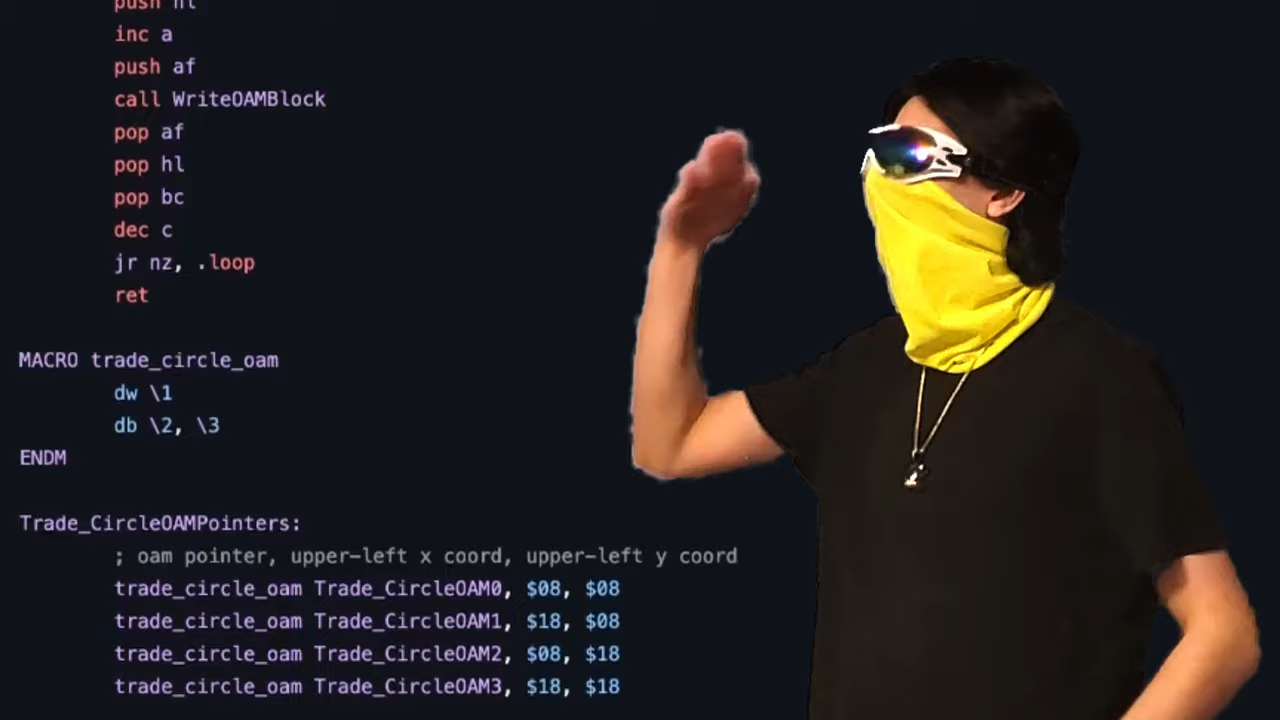 push hl
inc a
push af
call WriteOAMBlock
pop af
pop hl
pop bc
dec c
jr nz, .loop
ret
MACRO trade_circle_oam
dw \1
db \2, \3
ENDM
Trade_CircleOAMPointers:
; oam pointer, upper-left x coord, upper-left y coord
trade_circle_oam Trade_CircleOAM0, $08, $08
trade_circle_oam Trade_CircleOAM1, $18, $08
trade_circle_oam Trade_CircleOAM2, $08, $18
trade_circle_oam Trade_CircleOAM3, $18, $18